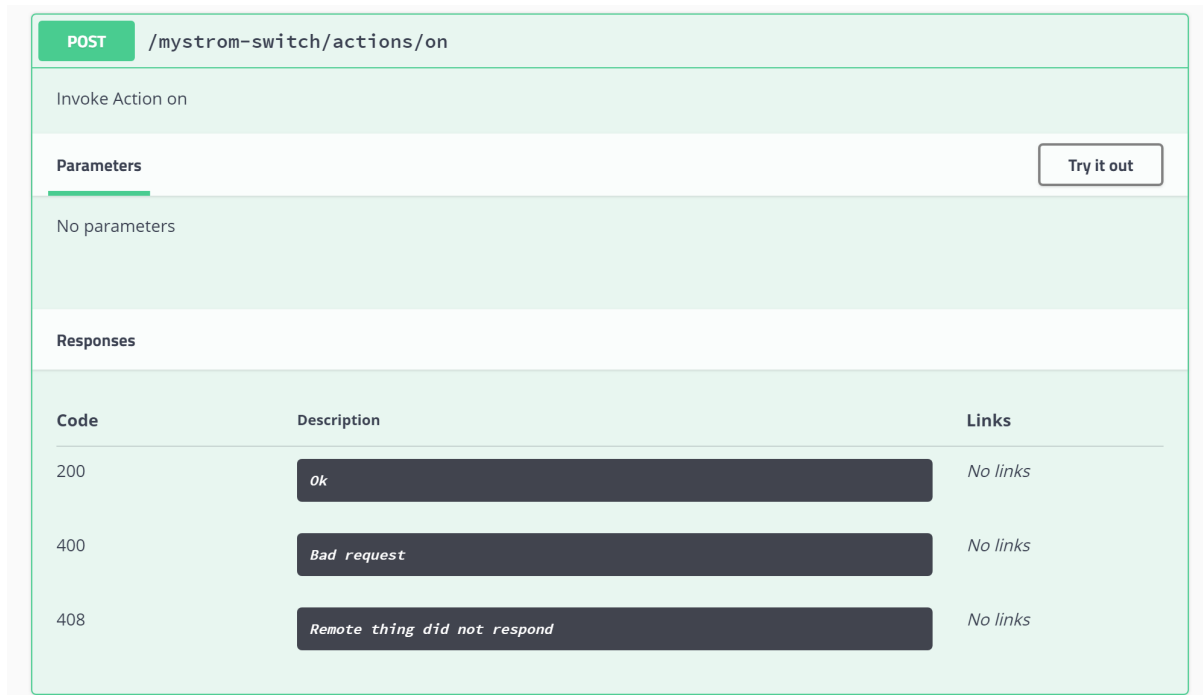 POST /mystrom-switch/actions/on
Invoke Action on
Parameters Try it out
No parameters
Responses
Code Description Links
200 Ok No links
400 Bad request No links
408 Remote thing did not respond No links